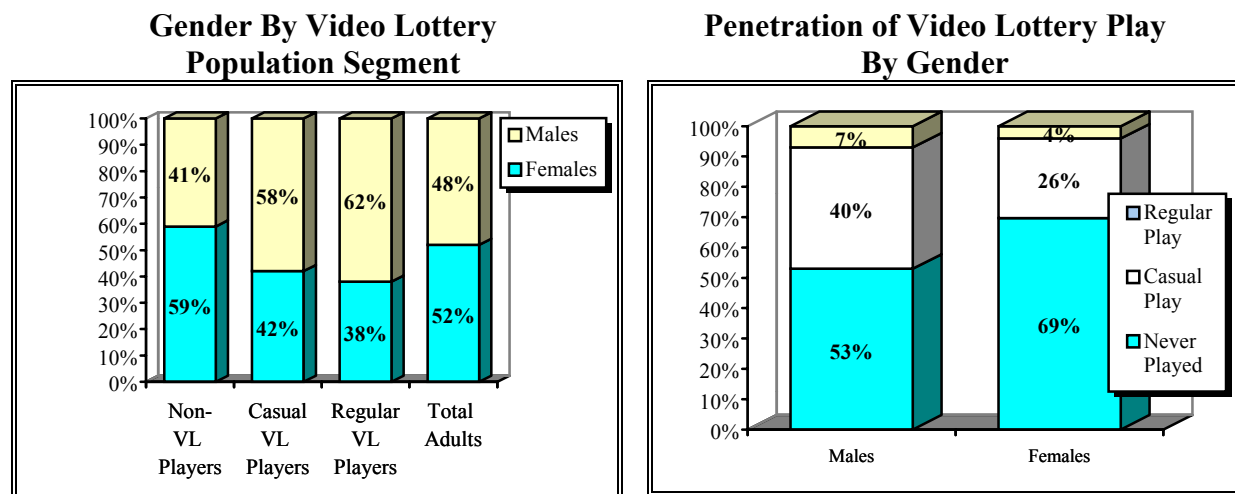 Gender By Video Lottery
Population Segment
100%
90%
80%
70%
60%
50%
40%
30%
20%
10%
0%
41%
58%
62%
48%
59%
42%
38%
52%
Males
Females
Non-
VL
Players
Casual
VL
Players
Regular
VL
Players
Total
Adults
Penetration of Video Lottery Play
By Gender
100%
90%
80%
70%
60%
50%
40%
30%
20%
10%
0%
7%
4%
40%
26%
53%
69%
Regular
Play
Casual
Play
Never
Played
Males
Females